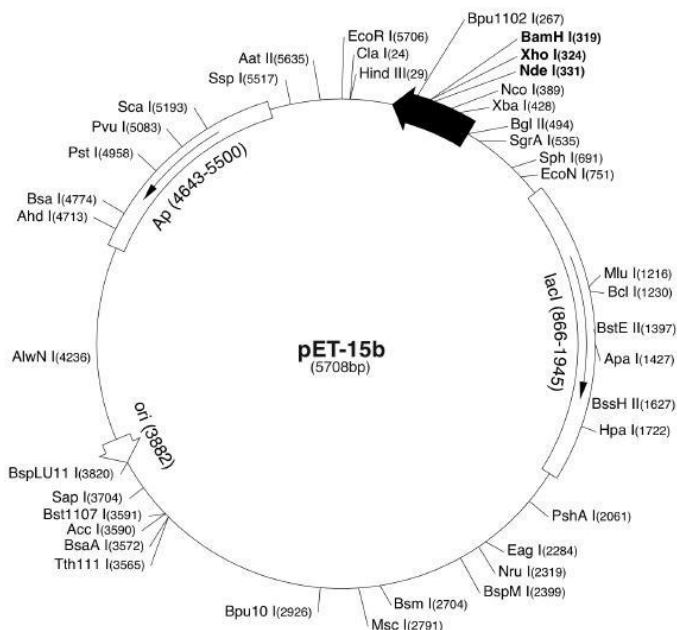 EcoR I(5706)
Cla I(24)
Hind III(29)
Bpu1102 I(267)
BamH I(319)
Xho I(324)
Nde I(331)
Nco I(389)
Xba I(428)
Bgl II(494)
SgrA I(535)
Sph I(691)
EcoN I(751)
Mlu I(1216)
Bcl I(1230)
BstE II(1397)
Apa I(1427)
BssH II(1627)
Hpa I(1722)
lacI (866-1945)
PshA I(2061)
Eag I(2284)
Nru I(2319)
BspM I(2399)
Bsm I(2704)
Msc I(2791)
Bpu10 I(2926)
Tth111 I(3565)
BsaA I(3572)
Acc I(3590)
Bst1107 I(3591)
Sap I(3704)
BspLU11 I(3820)
ori (3882)
AlwN I(4236)
Ahd I(4713)
Bsa I(4774)
Pst I(4958)
Pvu I(5083)
Sca I(5193)
Ap (4643-5500)
Ssp I(5517)
Aat II(5635)
pET-15b
(5708bp)